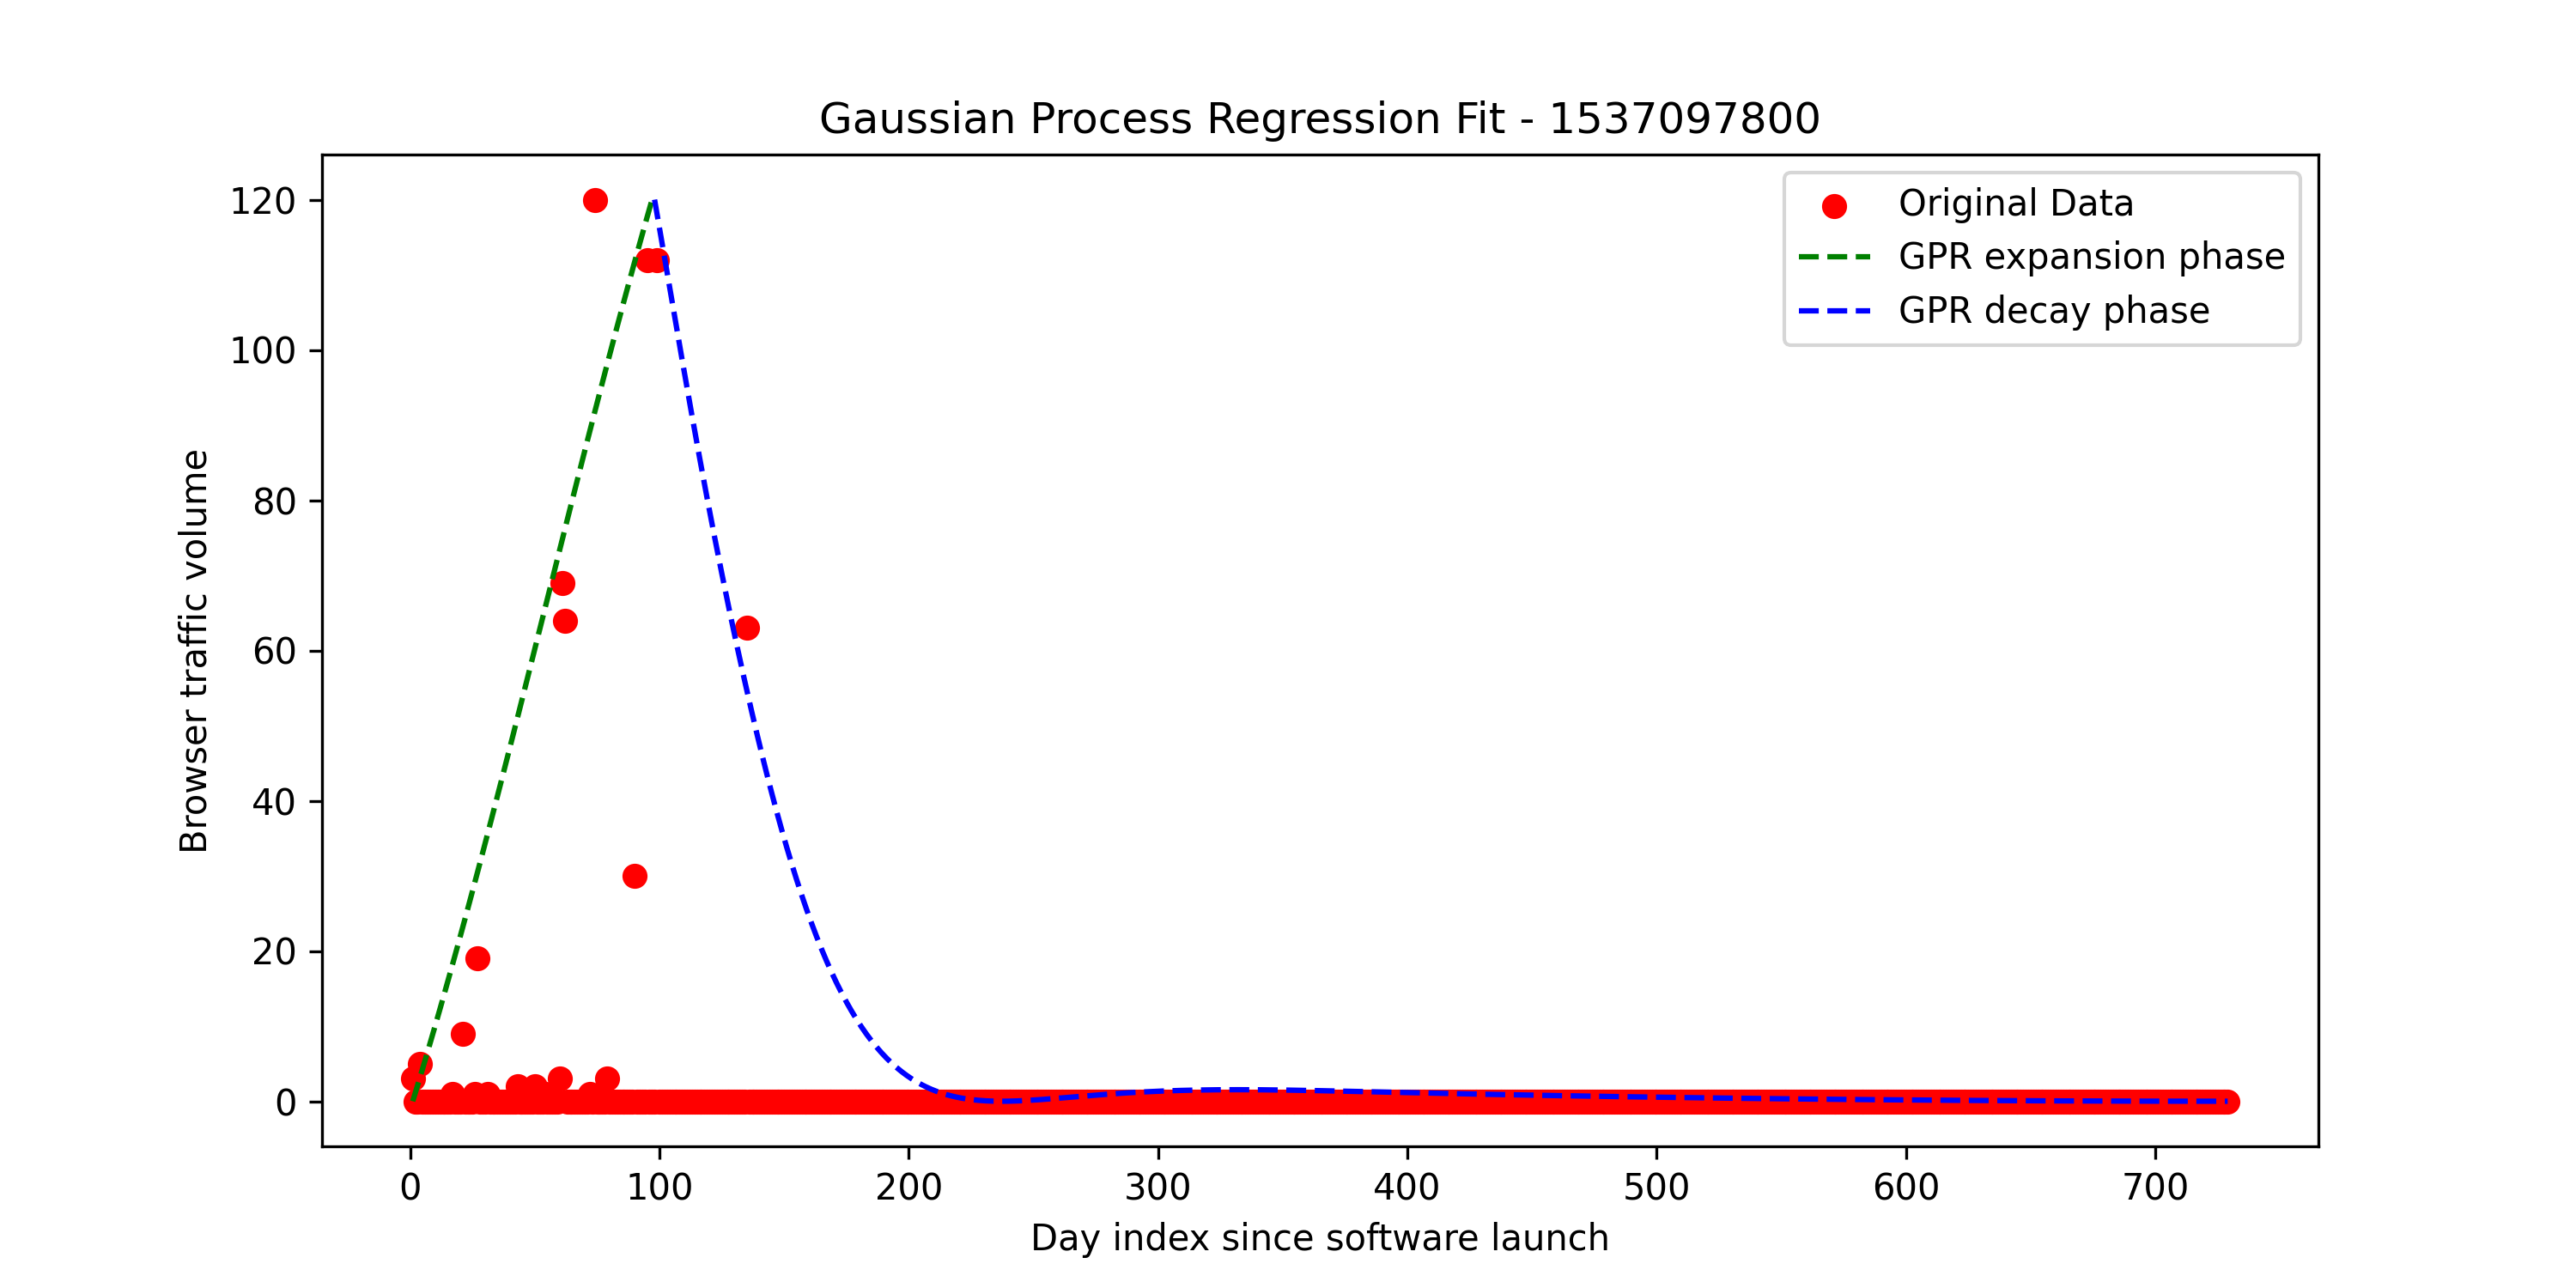 Gaussian Process Regression Fit - 1537097800
Original Data
GPR expansion phase
GPR decay phase
Browser traffic volume
120
100
80
60
40
20
0
0 100 200 300 400 500 600 700
Day index since software launch